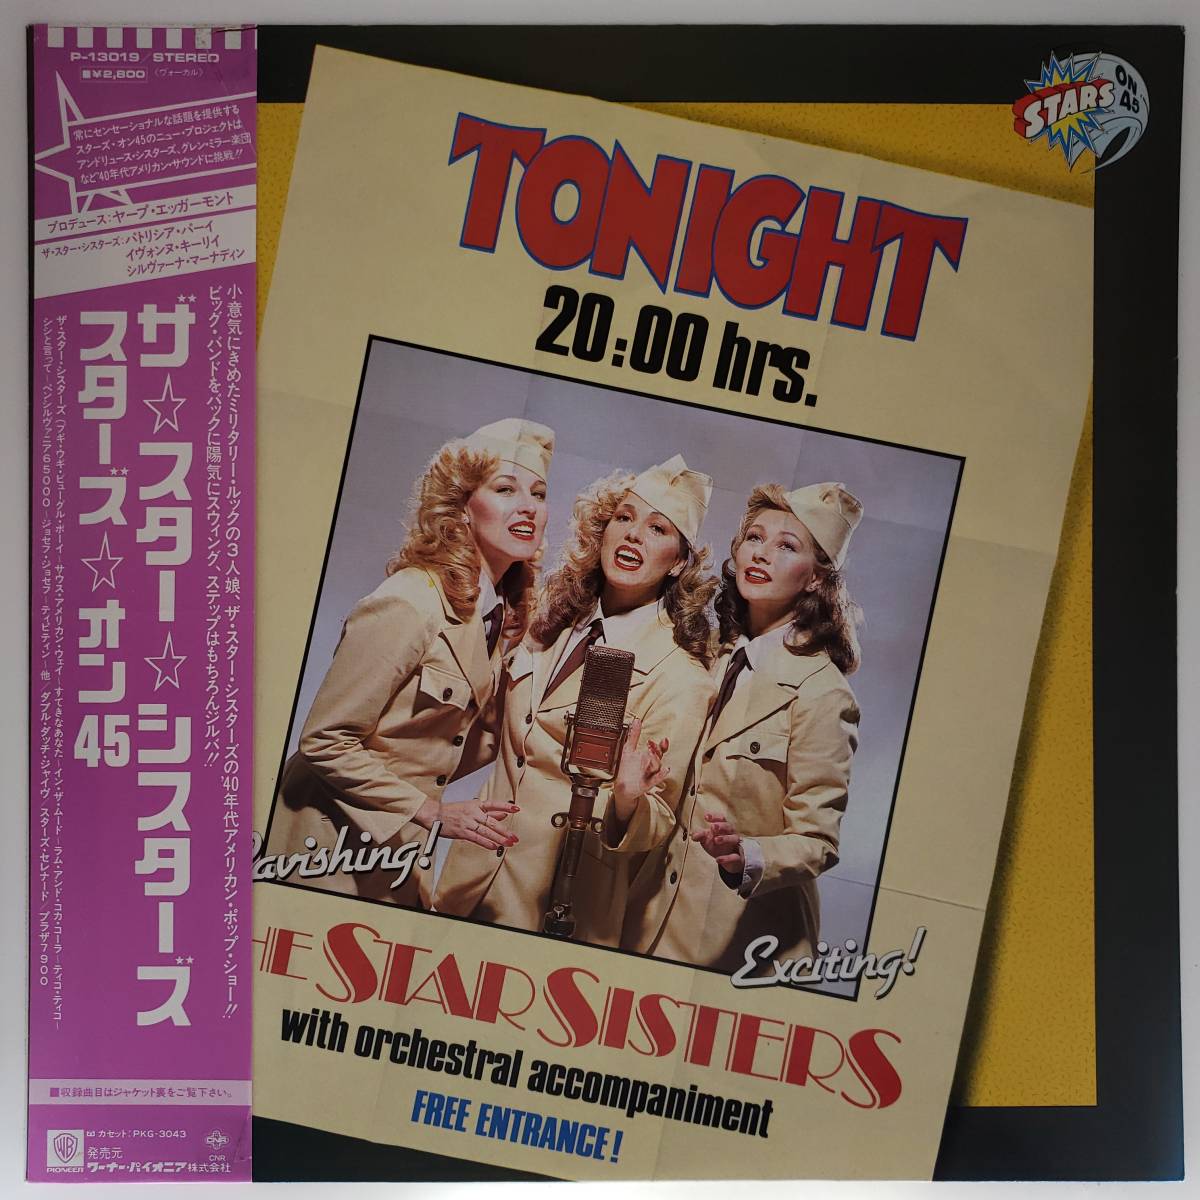 P-13019/STEREO
■¥2,800 (ヴォーカル)
常にセンセーショナルな話題を提供する
スターズ・オン45のニュー・プロジェクトは
アンドリュース・シスターズ、グレン・ミラー楽団
など'40年代アメリカン・サウンドに挑戦!!
プロデュース:ヤープ・エッガーモント
ザ・スター・シスターズ:パトリシア・パーイ
イヴォンヌ・キーリイ
シルヴァーナ・マーナディン
小意気にきめたミリタリー・ルックの3人娘、ザ・スター・シスターズの'40年代アメリカン・ポップ・ショー!!
ビッグ・バンドをバックに陽気にスウィング、ステップはもちろんジルバ!!
ザ☆スター☆シスターズ
スターズ☆オン45
ザ・スター・シスターズ(ブギ・ウギ・ビューグル・ボーイ〜サウス・アメリカン・ウェイ〜すてきなあなた〜イン・ザ・ムード〜ラム・アンド・コカ・コーラ〜ティコ・ティコ〜
シシと言って〜ペンシルヴァニア65000〜ジョセフ・ジョセフ〜ティピティン〜他/ダブル・ダッチ・ジャイヴ/スターズ・セレナード/プラザ7900
■収録曲目はジャケット裏をご覧下さい。
カセット:PKG-3043
WB
PIONEER
発売元
ワーナー・パイオニア株式会社
CNR
CNR
STARS
ON
45
TONIGHT
20:00 hrs.
avishing!
Exciting!
HE STAR SISTERS
with orchestral accompaniment
FREE ENTRANCE!